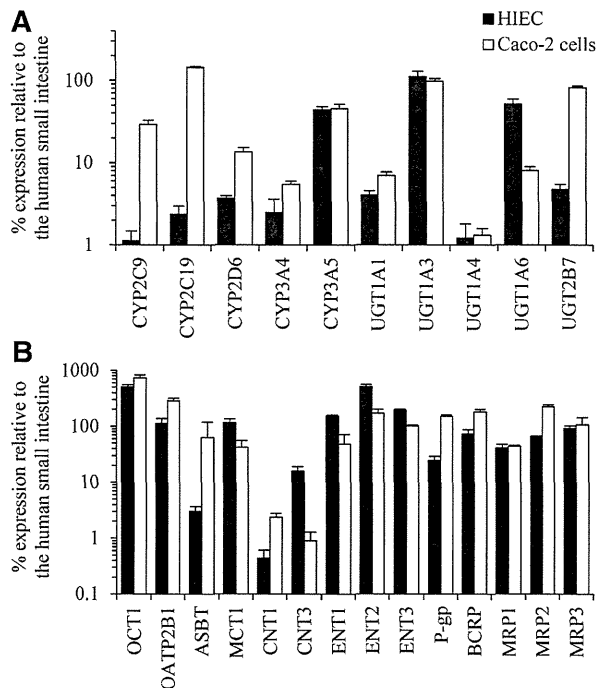 A
HIEC
Caco-2 cells
% expression relative to
the human small intestine
100
10
1
CYP2C9
CYP2C19
CYP2D6
CYP3A4
CYP3A5
UGT1A1
UGT1A3
UGT1A4
UGT1A6
UGT2B7
B
% expression relative to
the human small intestine
1000
100
10
1
0.1
OCT1
OATP2B1
ASBT
MCT1
CNT1
CNT3
ENT1
ENT2
ENT3
P-gp
BCRP
MRP1
MRP2
MRP3